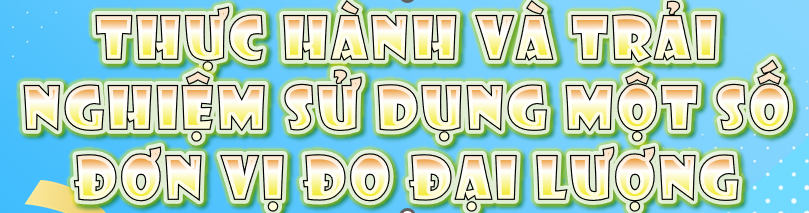 THỰC HÀNH VÀ TRẢI
NGHIỆM SỬ DỤNG MỘT SỐ
ĐƠN VỊ ĐO ĐẠI LƯỢNG